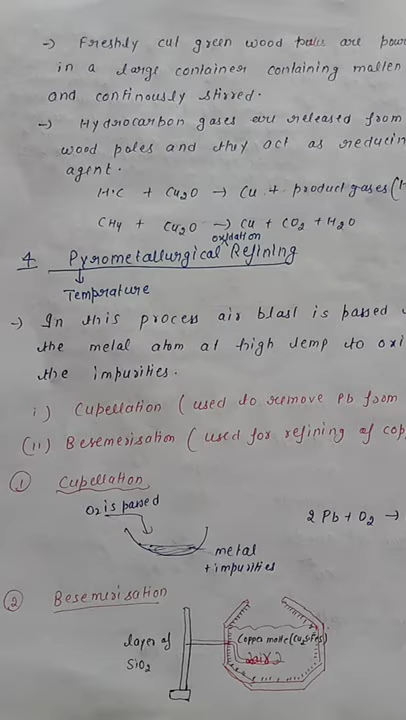 → Freshly cut green wood poles are
in a large container containing molten
and continously stirred.
→ Hydrocarbon gases are released from
wood poles and they act as reducin
agent.
H·C + Cu₂O → Cu + product gases (
CH₄ + Cu₂O → Cu + CO₂ + H₂O
oxidation
4 Pyrometallurgical Refining
Temprature
→ In this process air blast is passed
the metal atom at high temp to oxi
the impurities.
i) Cupellation ( used to remove Pb from
(ii) Besemerisation ( used for refining of cop
① Cupellation
O₂ is passed
2 Pb + O₂ →
metal
+ impurities
② Besemerisation
layer of
SiO₂
Copper matte (Cu₂S+FeS)